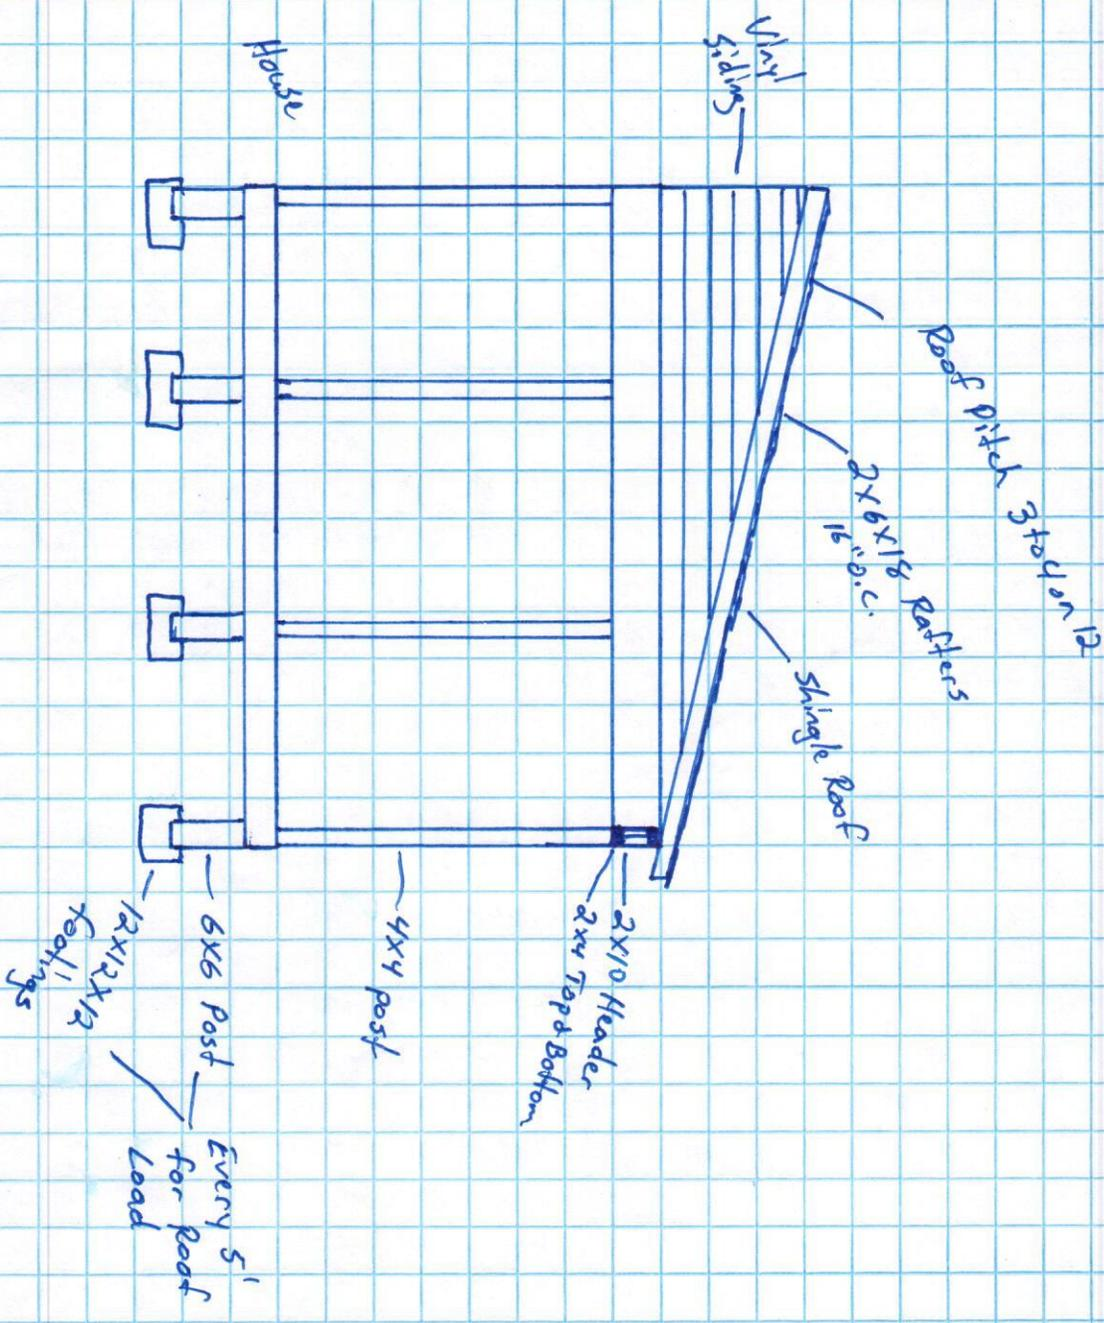 Vinyl
Siding
House
Roof Pitch 3 to 4 on 12
2x6x18 Rafters
16" O.C.
Shingle Roof
2x10 Header
2x4 Top & Bottom
4x4 post
6x6 Post
12x12x12
footings
Every 5'
for Roof
Load